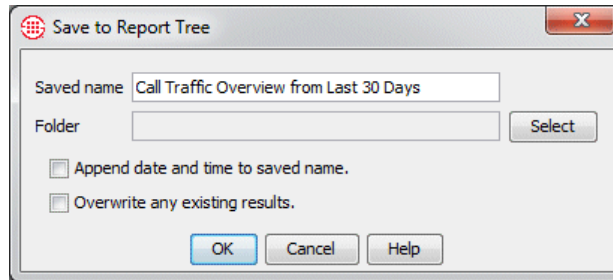 Save to Report Tree
Saved name Call Traffic Overview from Last 30 Days
Folder Select
Append date and time to saved name.
Overwrite any existing results.
OK Cancel Help